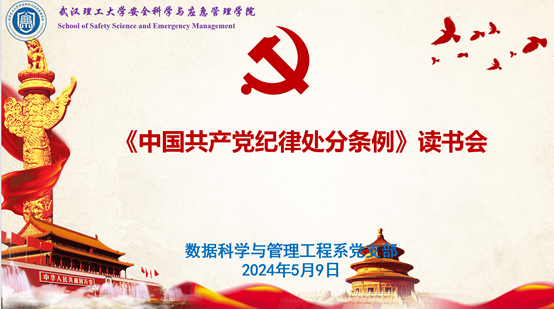 武汉理工大学安全科学与应急管理学院
School of Safety Science and Emergency Management
《中国共产党纪律处分条例》读书会
数据科学与管理工程系党支部
2024年5月9日